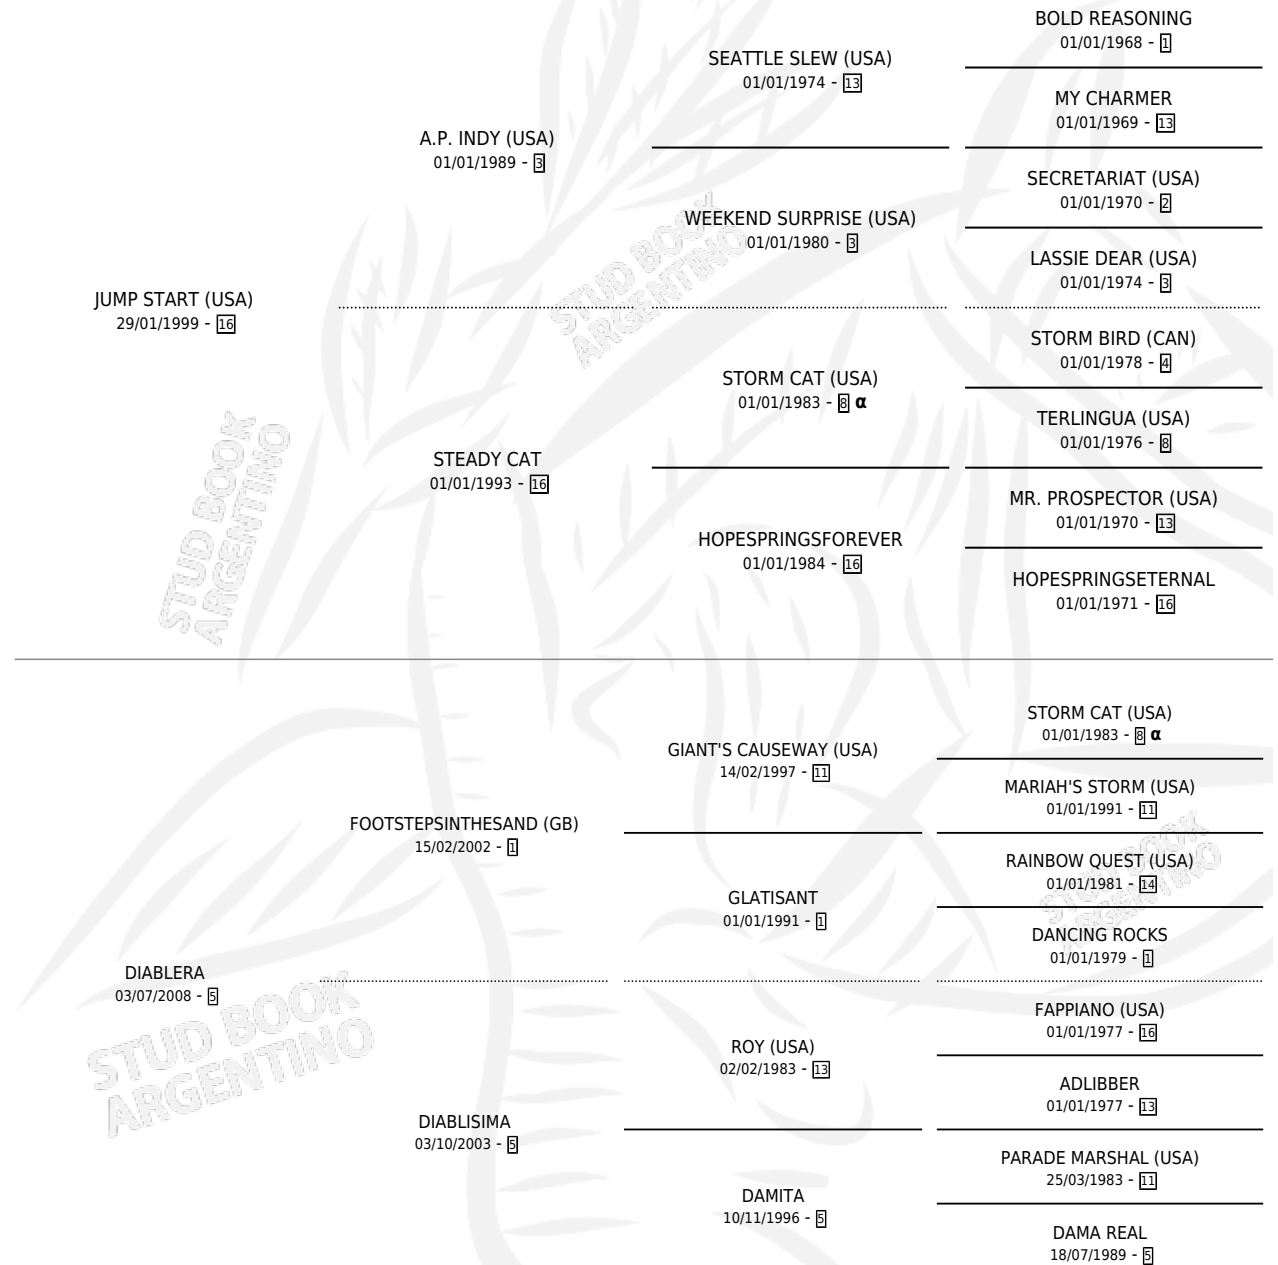 BOLD REASONING
01/01/1968 - 1
SEATTLE SLEW (USA)
01/01/1974 - 13
MY CHARMER
01/01/1969 - 13
A.P. INDY (USA)
01/01/1989 - 3
SECRETARIAT (USA)
01/01/1970 - 2
WEEKEND SURPRISE (USA)
01/01/1980 - 3
LASSIE DEAR (USA)
01/01/1974 - 3
JUMP START (USA)
29/01/1999 - 16
STORM BIRD (CAN)
01/01/1978 - 4
STORM CAT (USA)
01/01/1983 - 8 α
TERLINGUA (USA)
01/01/1976 - 8
STEADY CAT
01/01/1993 - 16
MR. PROSPECTOR (USA)
01/01/1970 - 13
HOPESPRINGSFOREVER
01/01/1984 - 16
HOPESPRINGSETERNAL
01/01/1971 - 16
STORM CAT (USA)
01/01/1983 - 8 α
GIANT'S CAUSEWAY (USA)
14/02/1997 - 11
MARIAH'S STORM (USA)
01/01/1991 - 11
FOOTSTEPSINTHESAND (GB)
15/02/2002 - 1
RAINBOW QUEST (USA)
01/01/1981 - 14
GLATISANT
01/01/1991 - 1
DANCING ROCKS
01/01/1979 - 1
DIABLERA
03/07/2008 - 5
FAPPIANO (USA)
01/01/1977 - 16
ROY (USA)
02/02/1983 - 13
ADLIBBER
01/01/1977 - 13
DIABLISIMA
03/10/2003 - 5
PARADE MARSHAL (USA)
25/03/1983 - 11
DAMITA
10/11/1996 - 5
DAMA REAL
18/07/1989 - 5
STUD BOOK
ARGENTINO
STUD BOOK
ARGENTINO
STUD BOOK
ARGENTINO
STUD BOOK
ARGENTINO